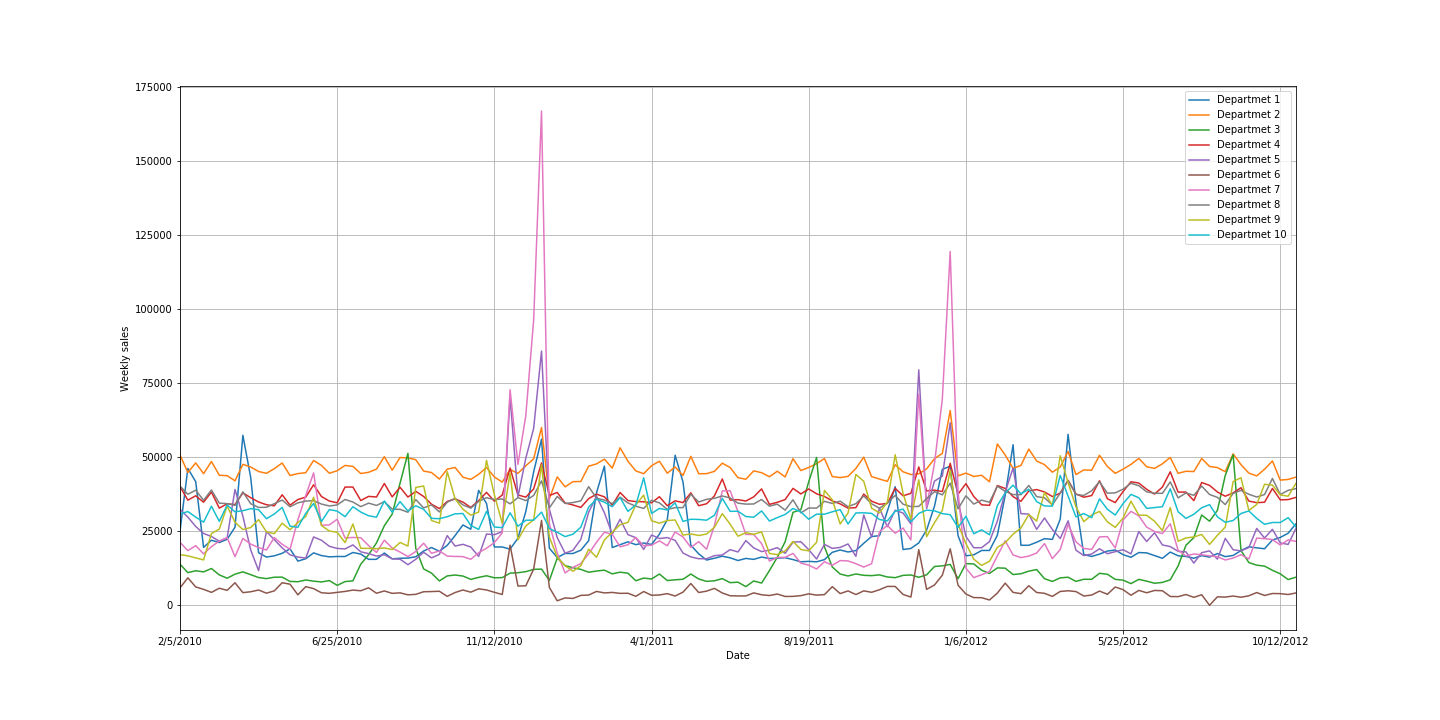 175000
150000
125000
100000
75000
50000
25000
0
Weekly sales
2/5/2010
6/25/2010
11/12/2010
4/1/2011
8/19/2011
1/6/2012
5/25/2012
10/12/2012
Date
Departmet 1
Departmet 2
Departmet 3
Departmet 4
Departmet 5
Departmet 6
Departmet 7
Departmet 8
Departmet 9
Departmet 10